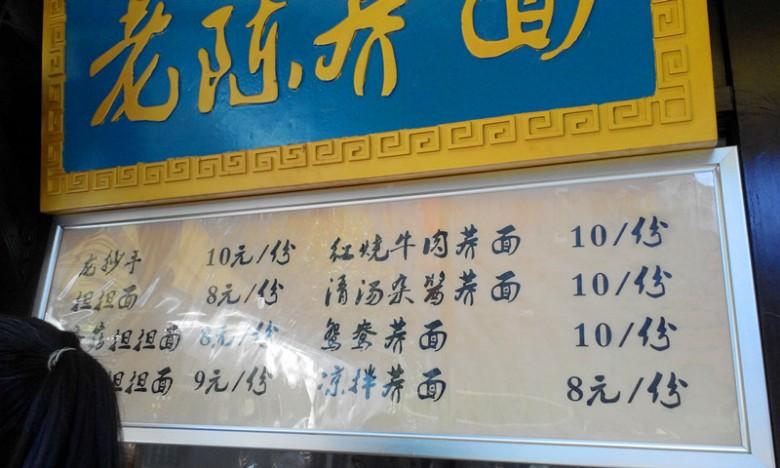 老陈荞面
龙抄手 10元/份 红烧牛肉荞面 10/份
担担面 8元/份 清汤杂酱荞面 10/份
担担面 8元/份 鸳鸯荞面 10/份
担担面 9元/份 凉拌荞面 8元/份